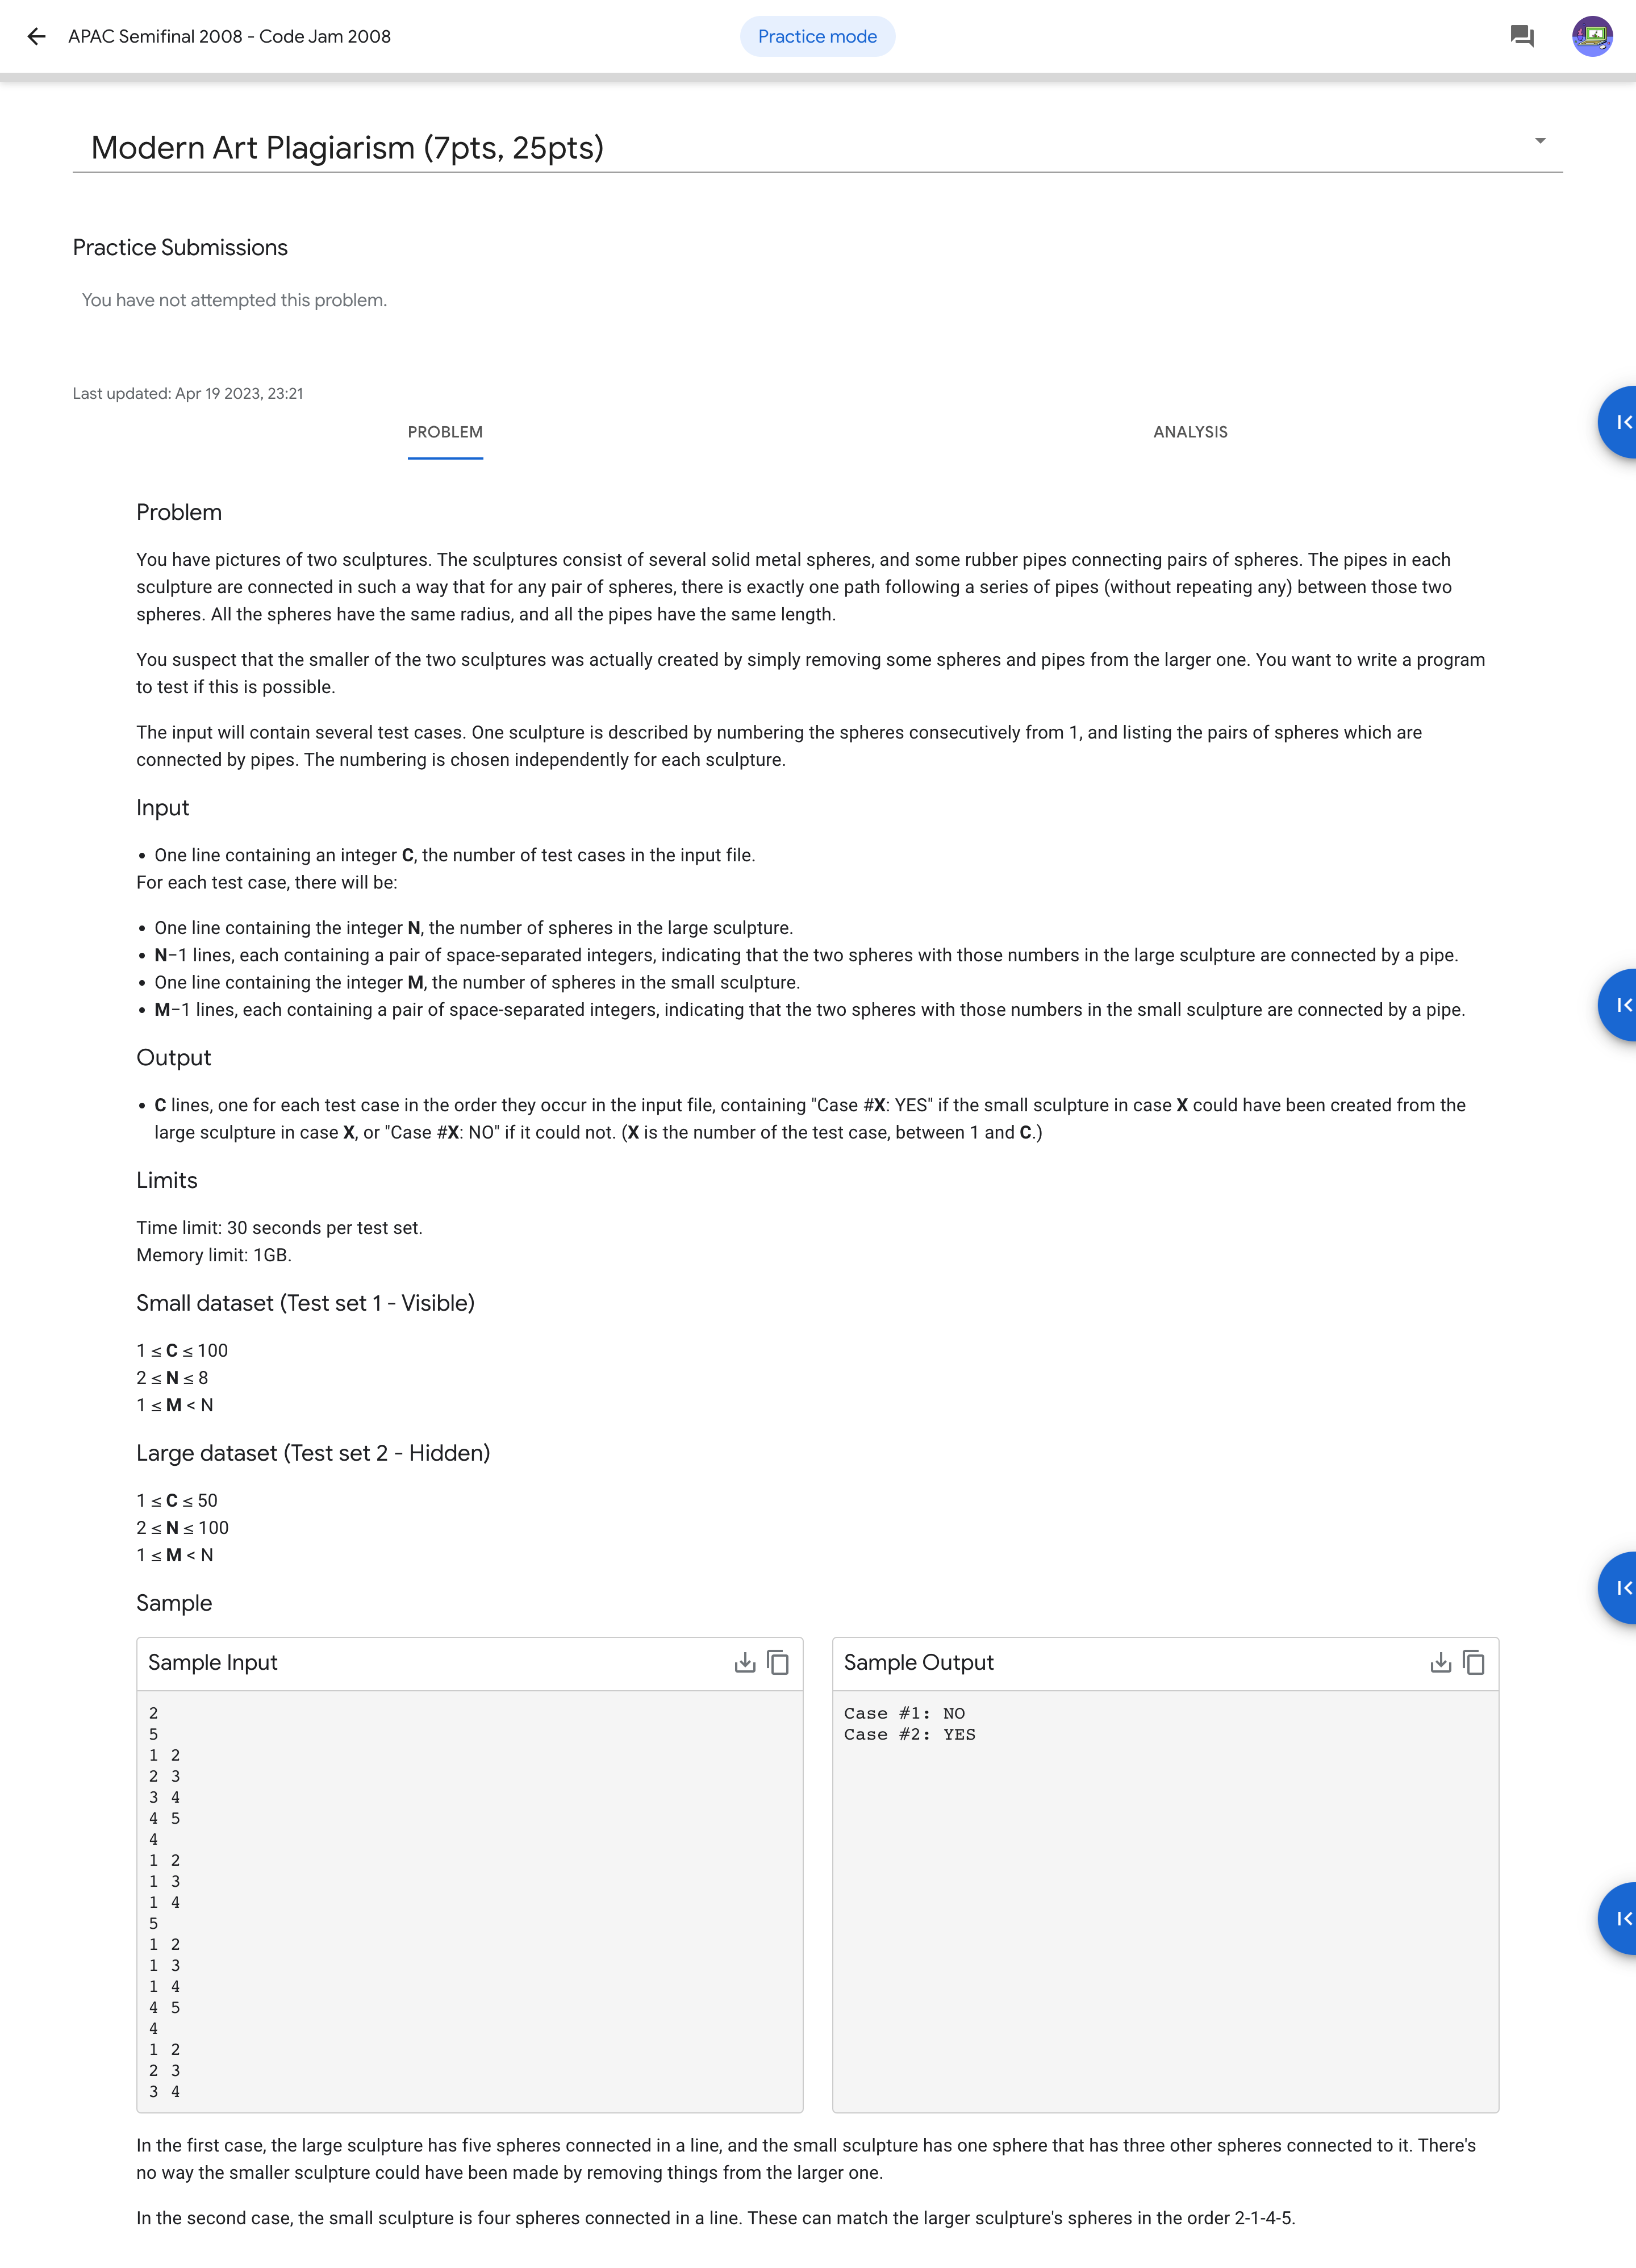 APAC Semifinal 2008 - Code Jam 2008
Practice mode
Modern Art Plagiarism (7pts, 25pts)
Practice Submissions
You have not attempted this problem.
Last updated: Apr 19 2023, 23:21
PROBLEM
ANALYSIS
Problem
You have pictures of two sculptures. The sculptures consist of several solid metal spheres, and some rubber pipes connecting pairs of spheres. The pipes in each
sculpture are connected in such a way that for any pair of spheres, there is exactly one path following a series of pipes (without repeating any) between those two
spheres. All the spheres have the same radius, and all the pipes have the same length.
You suspect that the smaller of the two sculptures was actually created by simply removing some spheres and pipes from the larger one. You want to write a program
to test if this is possible.
The input will contain several test cases. One sculpture is described by numbering the spheres consecutively from 1, and listing the pairs of spheres which are
connected by pipes. The numbering is chosen independently for each sculpture.
Input
• One line containing an integer C, the number of test cases in the input file.
For each test case, there will be:
• One line containing the integer N, the number of spheres in the large sculpture.
• N−1 lines, each containing a pair of space-separated integers, indicating that the two spheres with those numbers in the large sculpture are connected by a pipe.
• One line containing the integer M, the number of spheres in the small sculpture.
• M−1 lines, each containing a pair of space-separated integers, indicating that the two spheres with those numbers in the small sculpture are connected by a pipe.
Output
• C lines, one for each test case in the order they occur in the input file, containing "Case #X: YES" if the small sculpture in case X could have been created from the
large sculpture in case X, or "Case #X: NO" if it could not. (X is the number of the test case, between 1 and C.)
Limits
Time limit: 30 seconds per test set.
Memory limit: 1GB.
Small dataset (Test set 1 - Visible)
1 ≤ C ≤ 100
2 ≤ N ≤ 8
1 ≤ M < N
Large dataset (Test set 2 - Hidden)
1 ≤ C ≤ 50
2 ≤ N ≤ 100
1 ≤ M < N
Sample
Sample Input
2
5
1 2
2 3
3 4
4 5
4
1 2
1 3
1 4
5
1 2
1 3
1 4
4 5
4
1 2
2 3
3 4
Sample Output
Case #1: NO
Case #2: YES
In the first case, the large sculpture has five spheres connected in a line, and the small sculpture has one sphere that has three other spheres connected to it. There's
no way the smaller sculpture could have been made by removing things from the larger one.
In the second case, the small sculpture is four spheres connected in a line. These can match the larger sculpture's spheres in the order 2-1-4-5.